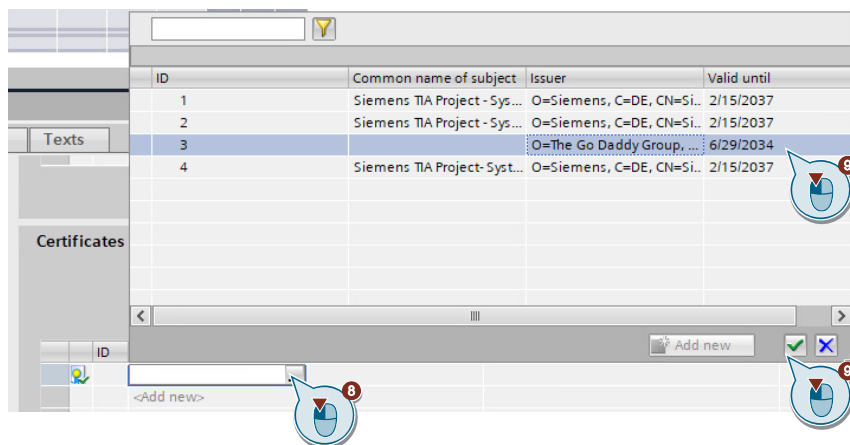 ID Common name of subject Issuer Valid until
1 Siemens TIA Project - Sys... O=Siemens, C=DE, CN=Si.. 2/15/2037
2 Siemens TIA Project - Sys... O=Siemens, C=DE, CN=Si.. 2/15/2037
Texts
3 O=The Go Daddy Group, ... 6/29/2034
9
4 Siemens TIA Project- Syst... O=Siemens, C=DE, CN=Si.. 2/15/2037
Certificates
Add new
ID
9
8
<Add new>